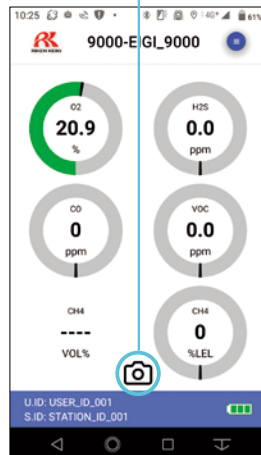 10:25 4G+ 61%
RIKEN KEIKI
9000-EIGI_9000
O2
20.9
%
H2S
0.0
ppm
CO
0
ppm
VOC
0.0
ppm
CH4
----
VOL%
CH4
0
%LEL
U.ID: USER_ID_001
S.ID: STATION_ID_001